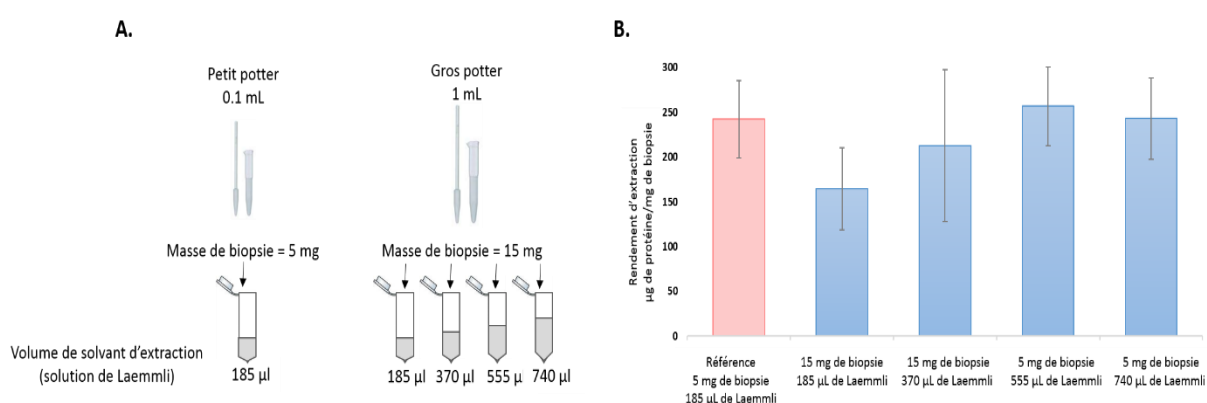 A.
Petit potter
0.1 mL
Gros potter
1 mL
Masse de biopsie = 5 mg
Masse de biopsie = 15 mg
Volume de solvant d'extraction
(solution de Laemmli)
185 µl
185 µl
370 µl
555 µl
740 µl
B.
Rendement d'extraction
µg de protéine/mg de biopsie
300
250
200
150
100
50
0
Référence
5 mg de biopsie
185 µL de Laemmli
15 mg de biopsie
185 µL de Laemmli
15 mg de biopsie
370 µL de Laemmli
5 mg de biopsie
555 µL de Laemmli
5 mg de biopsie
740 µL de Laemmli